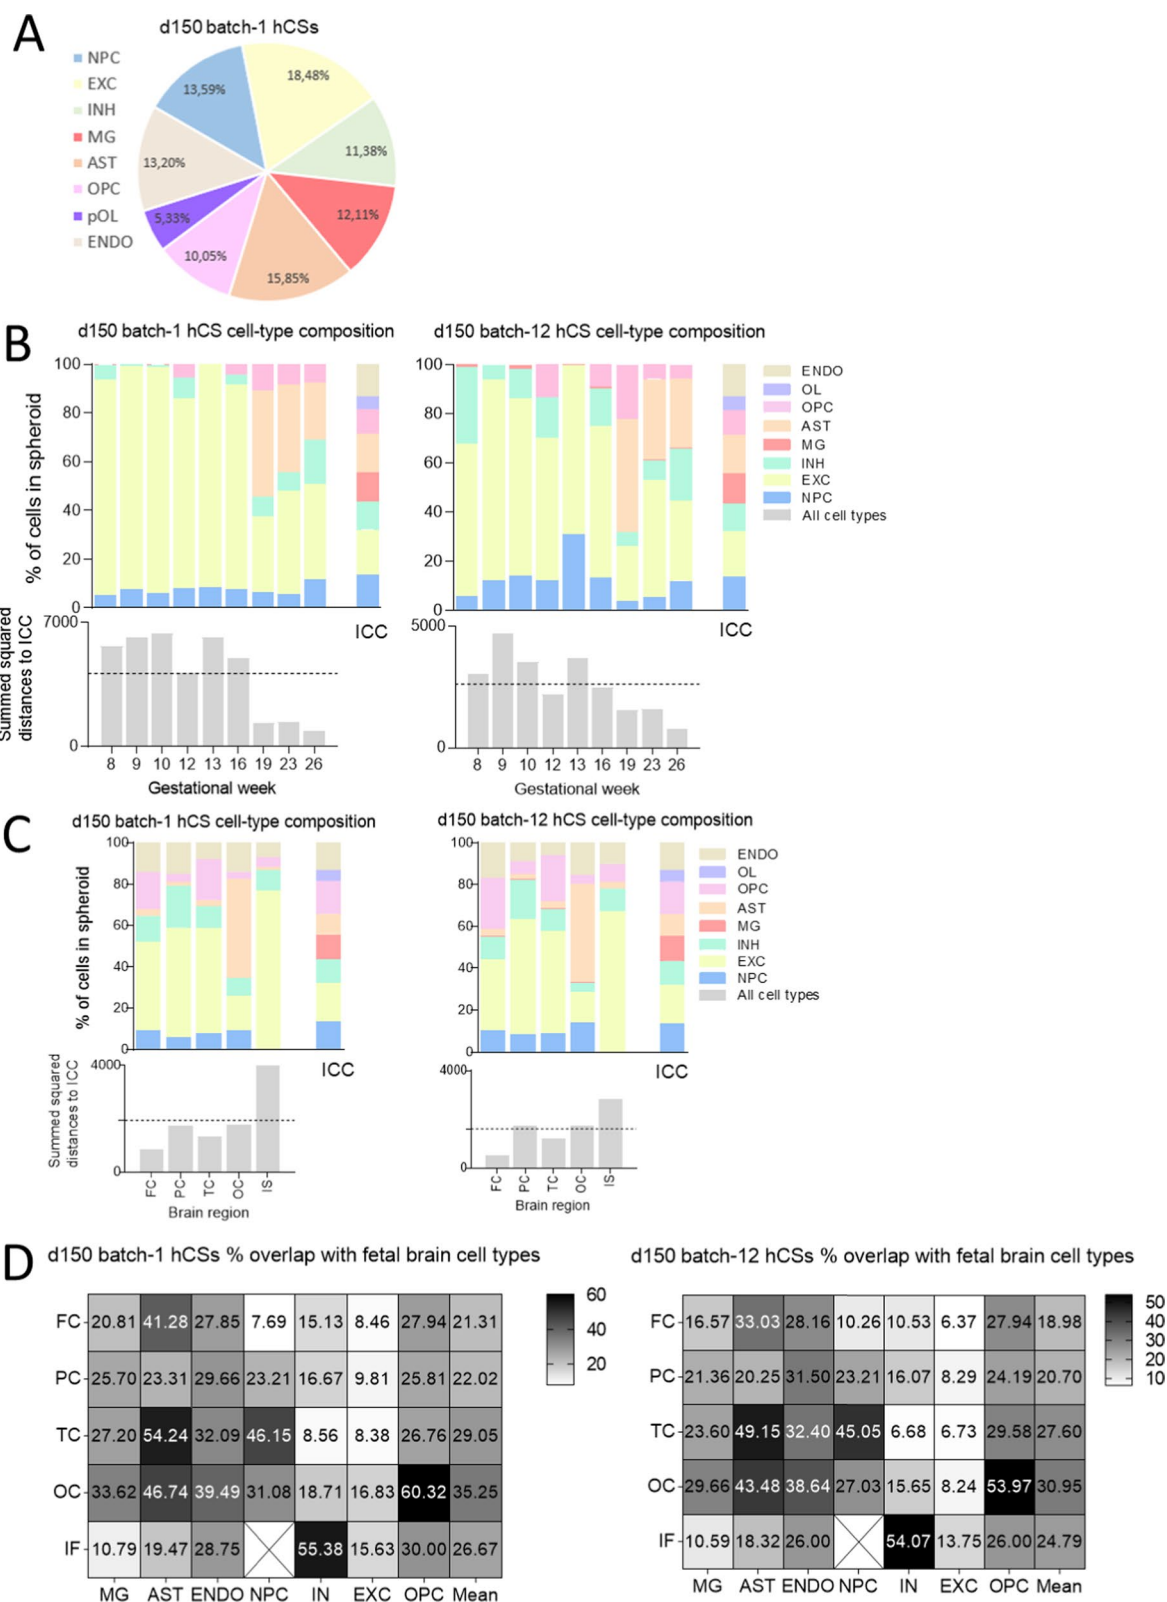 A
d150 batch-1 hCSs
NPC
EXC
INH
MG
AST
OPC
pOL
ENDO
13,59%
18,48%
11,38%
12,11%
15,85%
10,05%
5,33%
13,20%
B
d150 batch-1 hCS cell-type composition
% of cells in spheroid
100
80
60
40
20
0
ICC
Summed squared
distances to ICC
7000
0
8 9 10 12 13 16 19 23 26
Gestational week
d150 batch-12 hCS cell-type composition
100
80
60
40
20
0
ICC
5000
0
8 9 10 12 13 16 19 23 26
Gestational week
ENDO
OL
OPC
AST
MG
INH
EXC
NPC
All cell types
C
d150 batch-1 hCS cell-type composition
% of cells in spheroid
100
80
60
40
20
0
ICC
Summed squared
distances to ICC
4000
0
FC PC TC OC IS
Brain region
d150 batch-12 hCS cell-type composition
100
80
60
40
20
0
ICC
4000
0
FC PC TC OC IS
Brain region
ENDO
OL
OPC
AST
MG
INH
EXC
NPC
All cell types
D
d150 batch-1 hCSs % overlap with fetal brain cell types
FC 20.81 41.28 27.85 7.69 15.13 8.46 27.94 21.31
PC 25.70 23.31 29.66 23.21 16.67 9.81 25.81 22.02
TC 27.20 54.24 32.09 46.15 8.56 8.38 26.76 29.05
OC 33.62 46.74 39.49 31.08 18.71 16.83 60.32 35.25
IF 10.79 19.47 28.75 55.38 15.63 30.00 26.67
MG AST ENDO NPC IN EXC OPC Mean
60
40
20
d150 batch-12 hCSs % overlap with fetal brain cell types
FC 16.57 33.03 28.16 10.26 10.53 6.37 27.94 18.98
PC 21.36 20.25 31.50 23.21 16.07 8.29 24.19 20.70
TC 23.60 49.15 32.40 45.05 6.68 6.73 29.58 27.60
OC 29.66 43.48 38.64 27.03 15.65 8.24 53.97 30.95
IF 10.59 18.32 26.00 54.07 13.75 26.00 24.79
MG AST ENDO NPC IN EXC OPC Mean
50
40
30
20
10